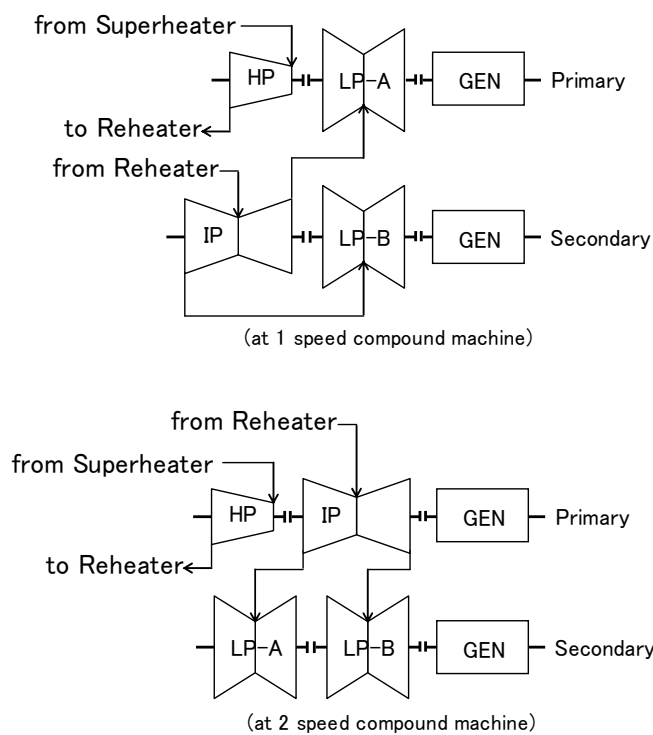 from Superheater
HP
LP-A
GEN
Primary
to Reheater
from Reheater
IP
LP-B
GEN
Secondary
(at 1 speed compound machine)
from Reheater
from Superheater
HP
IP
GEN
Primary
to Reheater
LP-A
LP-B
GEN
Secondary
(at 2 speed compound machine)